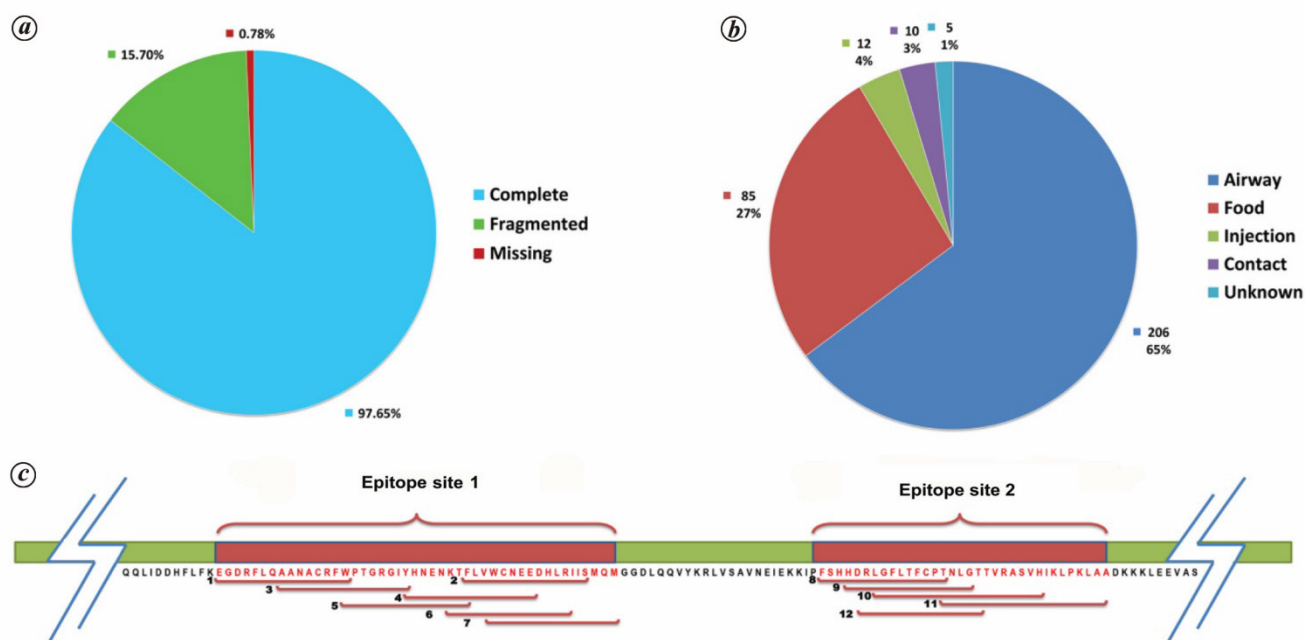 a
0.78%
15.70%
97.65%
Complete
Fragmented
Missing
b
5
1%
10
3%
12
4%
85
27%
206
65%
Airway
Food
Injection
Contact
Unknown
c
Epitope site 1
Epitope site 2
QQLIDDHFLFKEGDRFLQAANACRFWPTGRGIYHNENKTFLVWCNEEDHLRIISMQMGGDLQQVYKRLVSAVNEIEKKIPFSHHDRLGFLTFCPTNLGTTVRASVHIKLPKLAADKKKLEEVAS
1 2 8
3 9
4 10
5 11
6 12
7